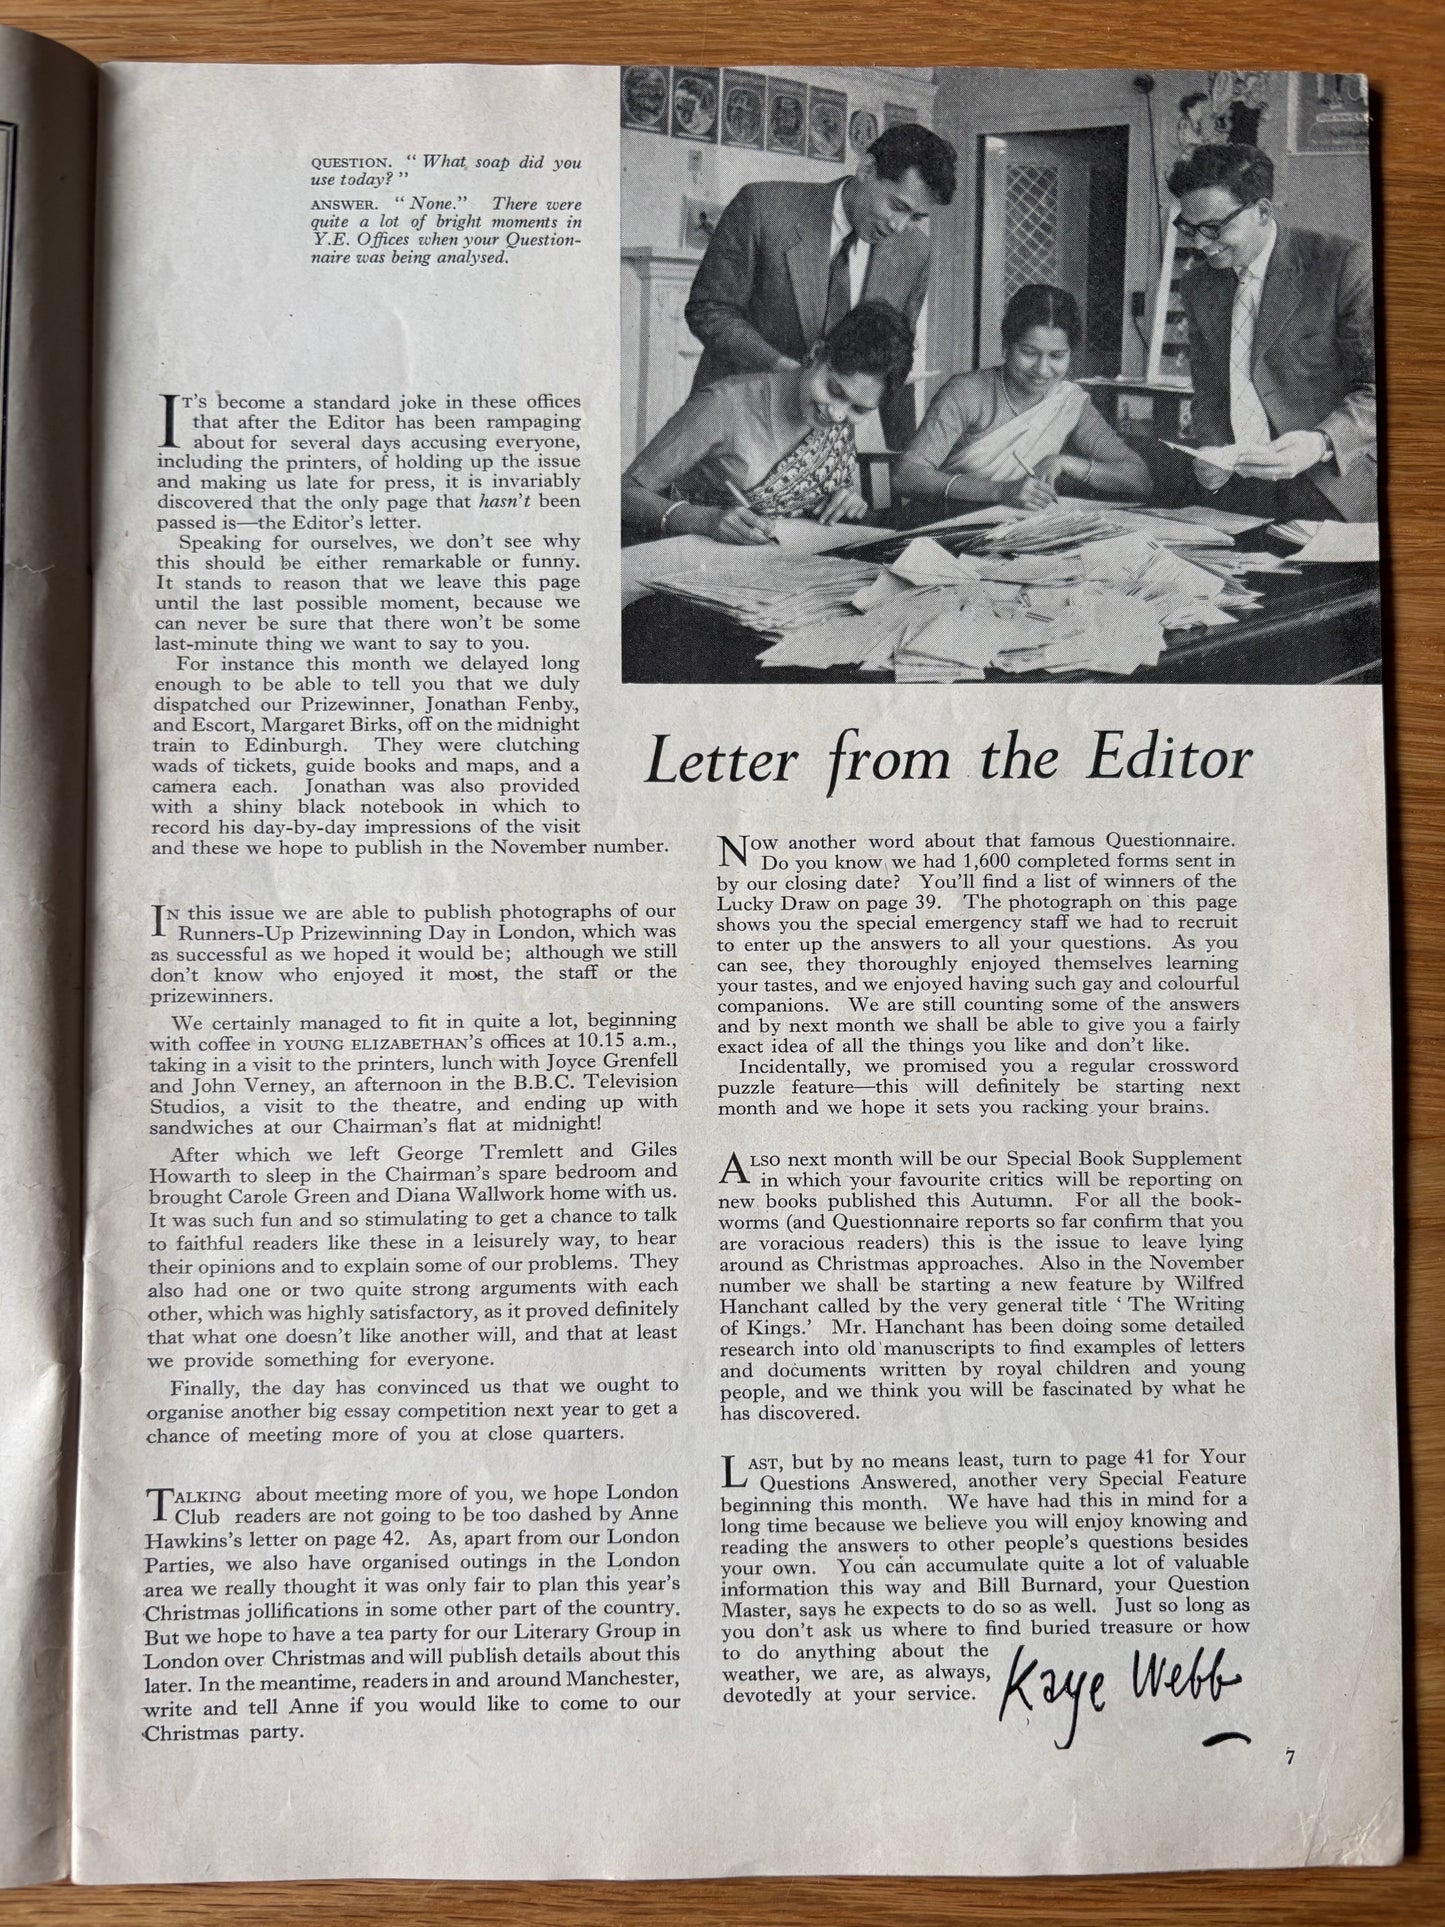 QUESTION. “What soap did you
use today?”
ANSWER. “None.” There were
quite a lot of bright moments in
Y.E. Offices when your Question-
naire was being analysed.
IT’S become a standard joke in these offices
that after the Editor has been rampaging
about for several days accusing everyone,
including the printers, of holding up the issue
and making us late for press, it is invariably
discovered that the only page that hasn’t been
passed is—the Editor’s letter.
Speaking for ourselves, we don’t see why
this should be either remarkable or funny.
It stands to reason that we leave this page
until the last possible moment, because we
can never be sure that there won’t be some
last-minute thing we want to say to you.
For instance this month we delayed long
enough to be able to tell you that we duly
dispatched our Prizewinner, Jonathan Fenby,
and Escort, Margaret Birks, off on the midnight
train to Edinburgh. They were clutching
wads of tickets, guide books and maps, and a
camera each. Jonathan was also provided
with a shiny black notebook in which to
record his day-by-day impressions of the visit
and these we hope to publish in the November number.
IN this issue we are able to publish photographs of our
Runners-Up Prizewinning Day in London, which was
as successful as we hoped it would be; although we still
don’t know who enjoyed it most, the staff or the
prizewinners.
We certainly managed to fit in quite a lot, beginning
with coffee in YOUNG ELIZABETHAN’S offices at 10.15 a.m.,
taking in a visit to the printers, lunch with Joyce Grenfell
and John Verney, an afternoon in the B.B.C. Television
Studios, a visit to the theatre, and ending up with
sandwiches at our Chairman’s flat at midnight!
After which we left George Tremlett and Giles
Howarth to sleep in the Chairman’s spare bedroom and
brought Carole Green and Diana Wallwork home with us.
It was such fun and so stimulating to get a chance to talk
to faithful readers like these in a leisurely way, to hear
their opinions and to explain some of our problems. They
also had one or two quite strong arguments with each
other, which was highly satisfactory, as it proved definitely
that what one doesn’t like another will, and that at least
we provide something for everyone.
Finally, the day has convinced us that we ought to
organise another big essay competition next year to get a
chance of meeting more of you at close quarters.
TALKING about meeting more of you, we hope London
Club readers are not going to be too dashed by Anne
Hawkins’s letter on page 42. As, apart from our London
Parties, we also have organised outings in the London
area we really thought it was only fair to plan this year’s
Christmas jollifications in some other part of the country.
But we hope to have a tea party for our Literary Group in
London over Christmas and will publish details about this
later. In the meantime, readers in and around Manchester,
write and tell Anne if you would like to come to our
Christmas party.
Letter from the Editor
NOW another word about that famous Questionnaire.
Do you know we had 1,600 completed forms sent in
by our closing date? You’ll find a list of winners of the
Lucky Draw on page 39. The photograph on this page
shows you the special emergency staff we had to recruit
to enter up the answers to all your questions. As you
can see, they thoroughly enjoyed themselves learning
your tastes, and we enjoyed having such gay and colourful
companions. We are still counting some of the answers
and by next month we shall be able to give you a fairly
exact idea of all the things you like and don’t like.
Incidentally, we promised you a regular crossword
puzzle feature—this will definitely be starting next
month and we hope it sets you racking your brains.
ALSO next month will be our Special Book Supplement
in which your favourite critics will be reporting on
new books published this Autumn. For all the book-
worms (and Questionnaire reports so far confirm that you
are voracious readers) this is the issue to leave lying
around as Christmas approaches. Also in the November
number we shall be starting a new feature by Wilfred
Hanchant called by the very general title ‘The Writing
of Kings.’ Mr. Hanchant has been doing some detailed
research into old manuscripts to find examples of letters
and documents written by royal children and young
people, and we think you will be fascinated by what he
has discovered.
LAST, but by no means least, turn to page 41 for Your
Questions Answered, another very Special Feature
beginning this month. We have had this in mind for a
long time because we believe you will enjoy knowing and
reading the answers to other people’s questions besides
your own. You can accumulate quite a lot of valuable
information this way and Bill Burnard, your Question
Master, says he expects to do so as well. Just so long as
you don’t ask us where to find buried treasure or how
to do anything about the
weather, we are, as always,
devotedly at your service.
Kaye Webb
7